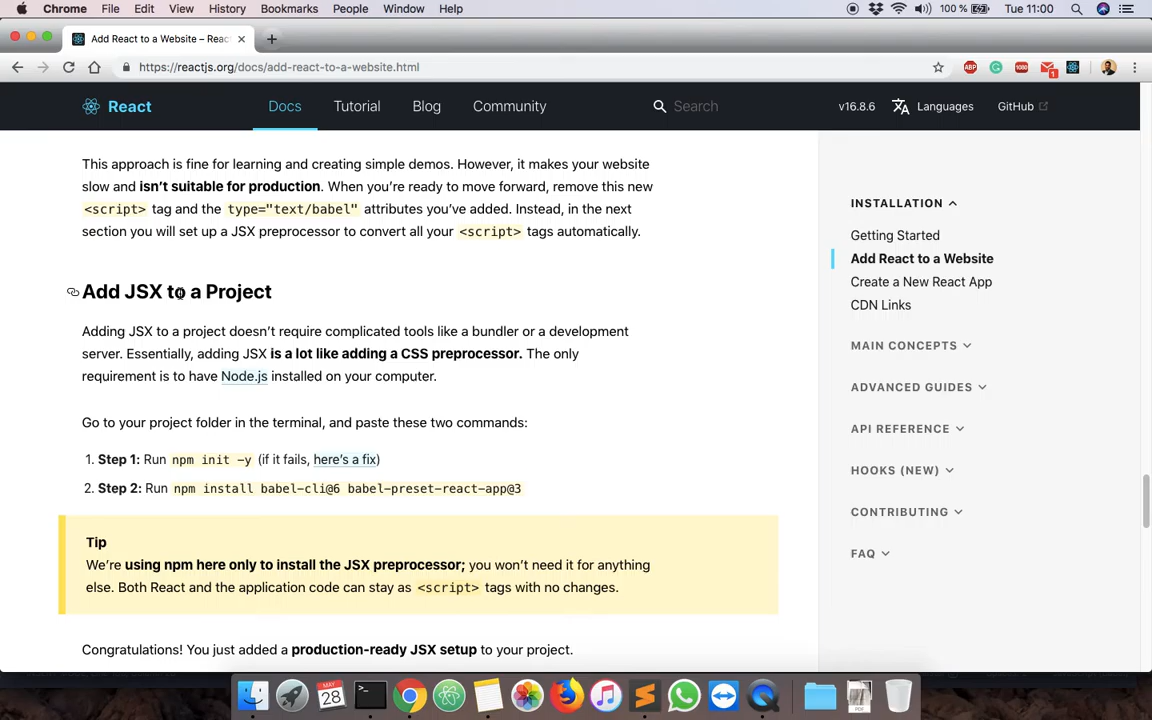 Chrome File Edit View History Bookmarks People Window Help 100 % Tue 11:00
Add React to a Website – Reac
https://reactjs.org/docs/add-react-to-a-website.html
React Docs Tutorial Blog Community Search v16.8.6 Languages GitHub
This approach is fine for learning and creating simple demos. However, it makes your website
slow and isn’t suitable for production. When you’re ready to move forward, remove this new
<script> tag and the type="text/babel" attributes you’ve added. Instead, in the next
section you will set up a JSX preprocessor to convert all your <script> tags automatically.
Add JSX to a Project
Adding JSX to a project doesn’t require complicated tools like a bundler or a development
server. Essentially, adding JSX is a lot like adding a CSS preprocessor. The only
requirement is to have Node.js installed on your computer.
Go to your project folder in the terminal, and paste these two commands:
1. Step 1: Run npm init -y (if it fails, here’s a fix)
2. Step 2: Run npm install babel-cli@6 babel-preset-react-app@3
Tip
We’re using npm here only to install the JSX preprocessor; you won’t need it for anything
else. Both React and the application code can stay as <script> tags with no changes.
Congratulations! You just added a production-ready JSX setup to your project.
INSTALLATION
Getting Started
Add React to a Website
Create a New React App
CDN Links
MAIN CONCEPTS
ADVANCED GUIDES
API REFERENCE
HOOKS (NEW)
CONTRIBUTING
FAQ
ABP
1
MAY
28
PDF